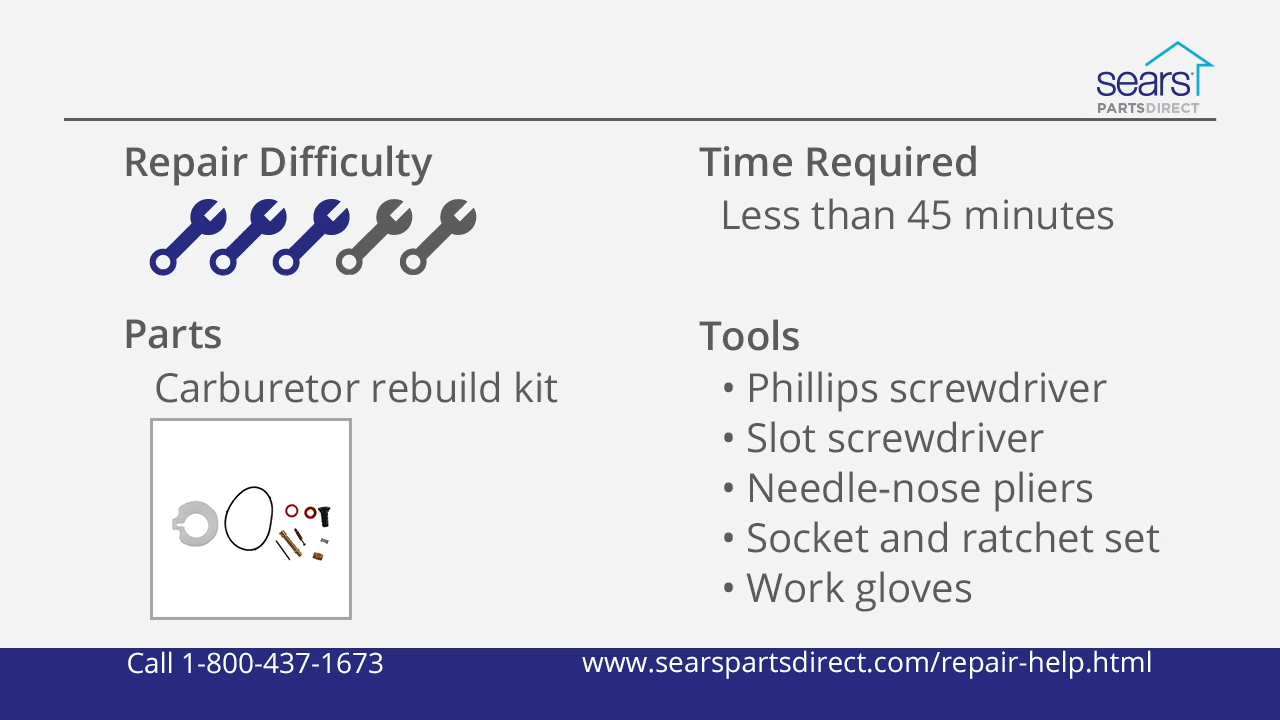 sears
PARTSDIRECT
Repair Difficulty
Time Required
Less than 45 minutes
Parts
Carburetor rebuild kit
Tools
• Phillips screwdriver
• Slot screwdriver
• Needle-nose pliers
• Socket and ratchet set
• Work gloves
Call 1-800-437-1673
www.searspartsdirect.com/repair-help.html